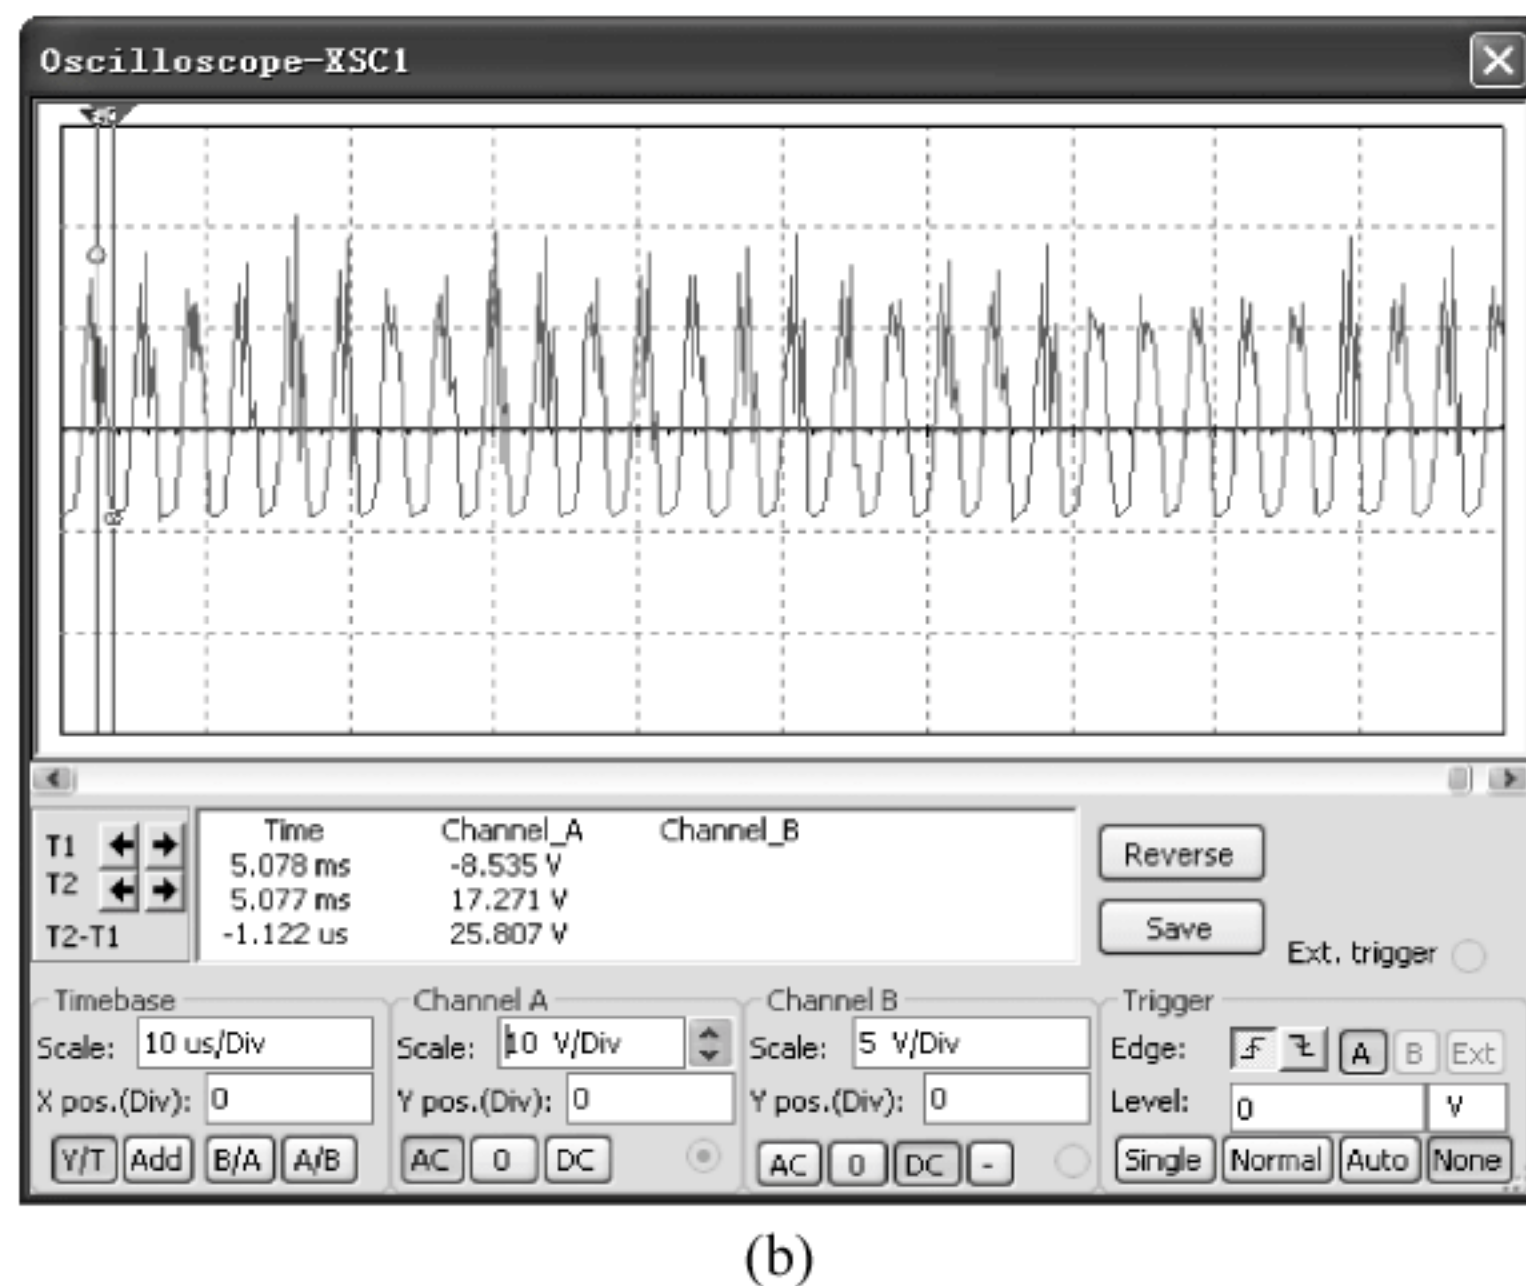 Oscilloscope-XSC1
Time Channel_A Channel_B
T1 5.078 ms -8.535 V
T2 5.077 ms 17.271 V
T2-T1 -1.122 us 25.807 V
Reverse
Save
Ext. trigger
Timebase Channel A Channel B Trigger
Scale: 10 us/Div Scale: 10 V/Div Scale: 5 V/Div Edge: A B Ext
X pos.(Div): 0 Y pos.(Div): 0 Y pos.(Div): 0 Level: 0 V
Y/T Add B/A A/B AC 0 DC AC 0 DC - Single Normal Auto None
(b)